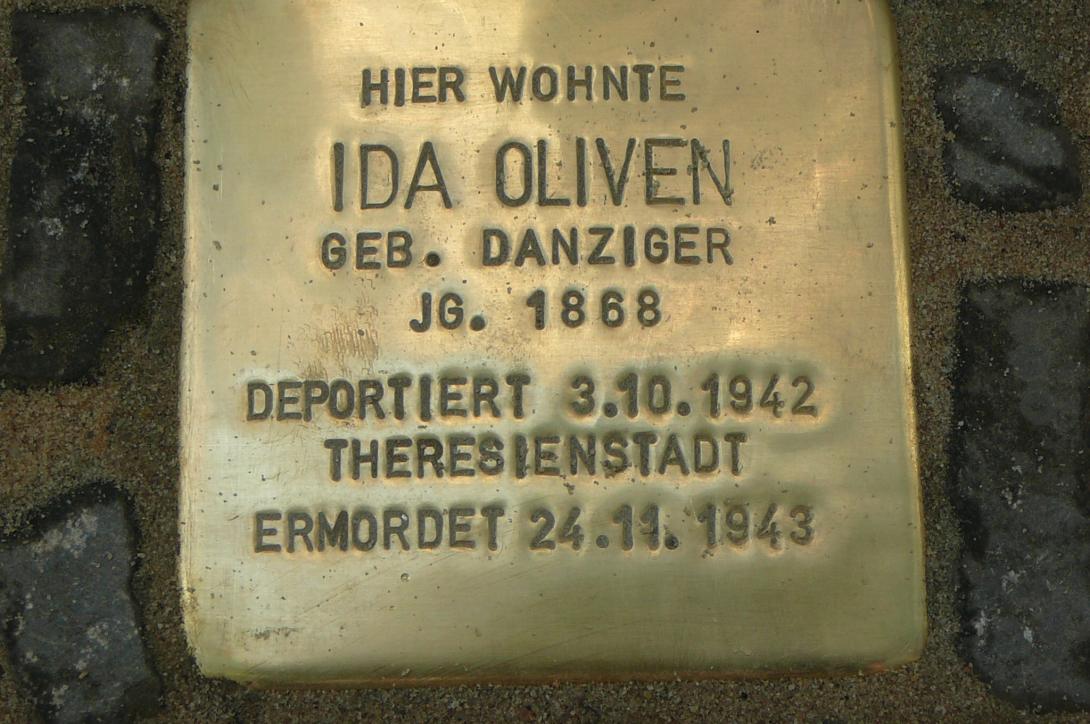 HIER WOHNTE
IDA OLIVEN
GEB. DANZIGER
JG. 1868
DEPORTIERT 3.10.1942
THERESIENSTADT
ERMORDET 24.11.1943